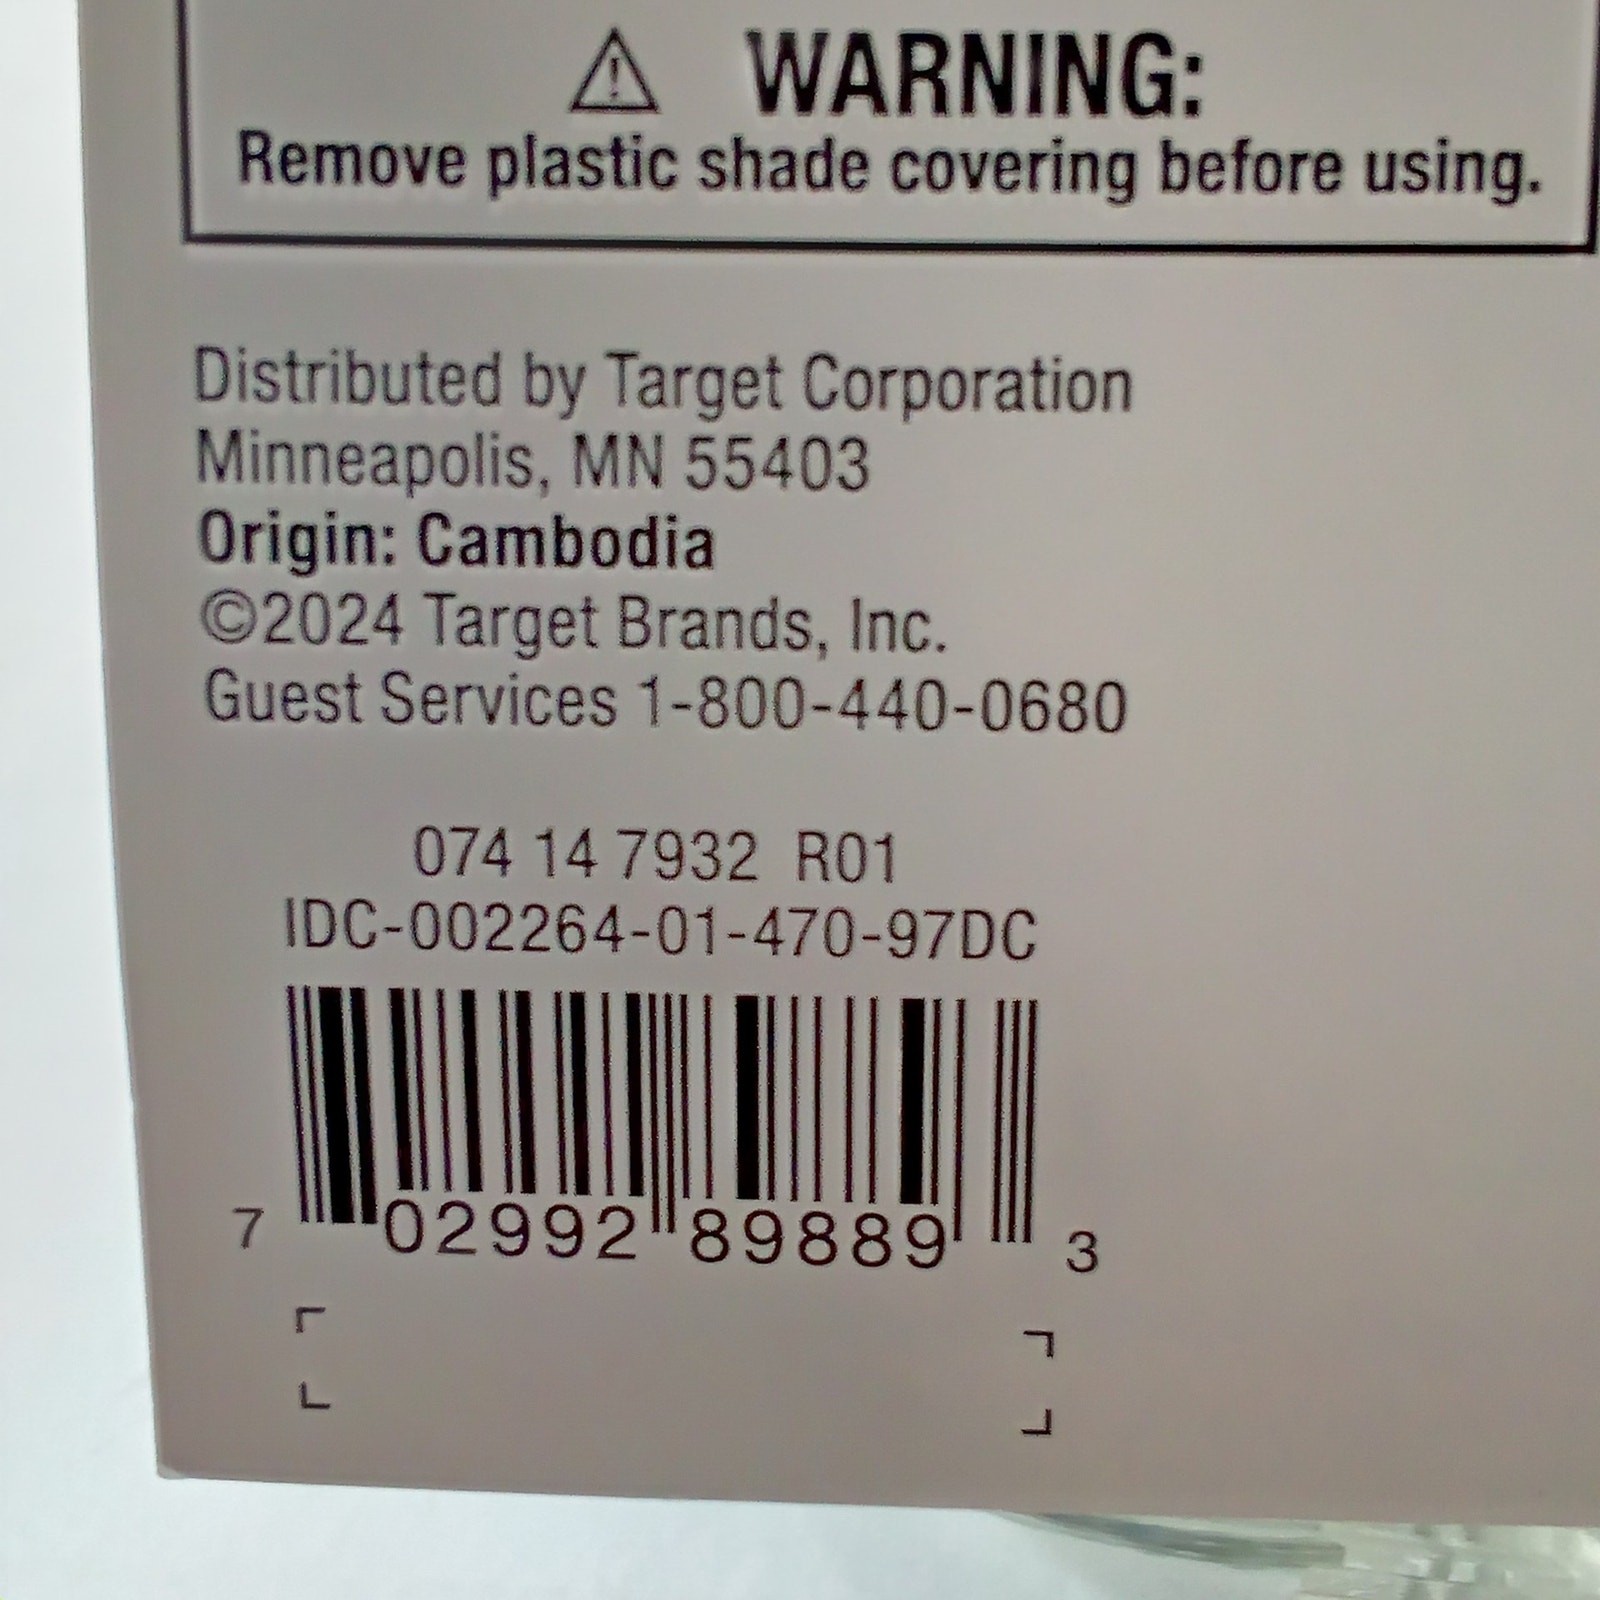 ⚠ WARNING:
Remove plastic shade covering before using.
Distributed by Target Corporation
Minneapolis, MN 55403
Origin: Cambodia
©2024 Target Brands, Inc.
Guest Services 1-800-440-0680
074 14 7932 R01
IDC-002264-01-470-97DC
7 02992 89889 3